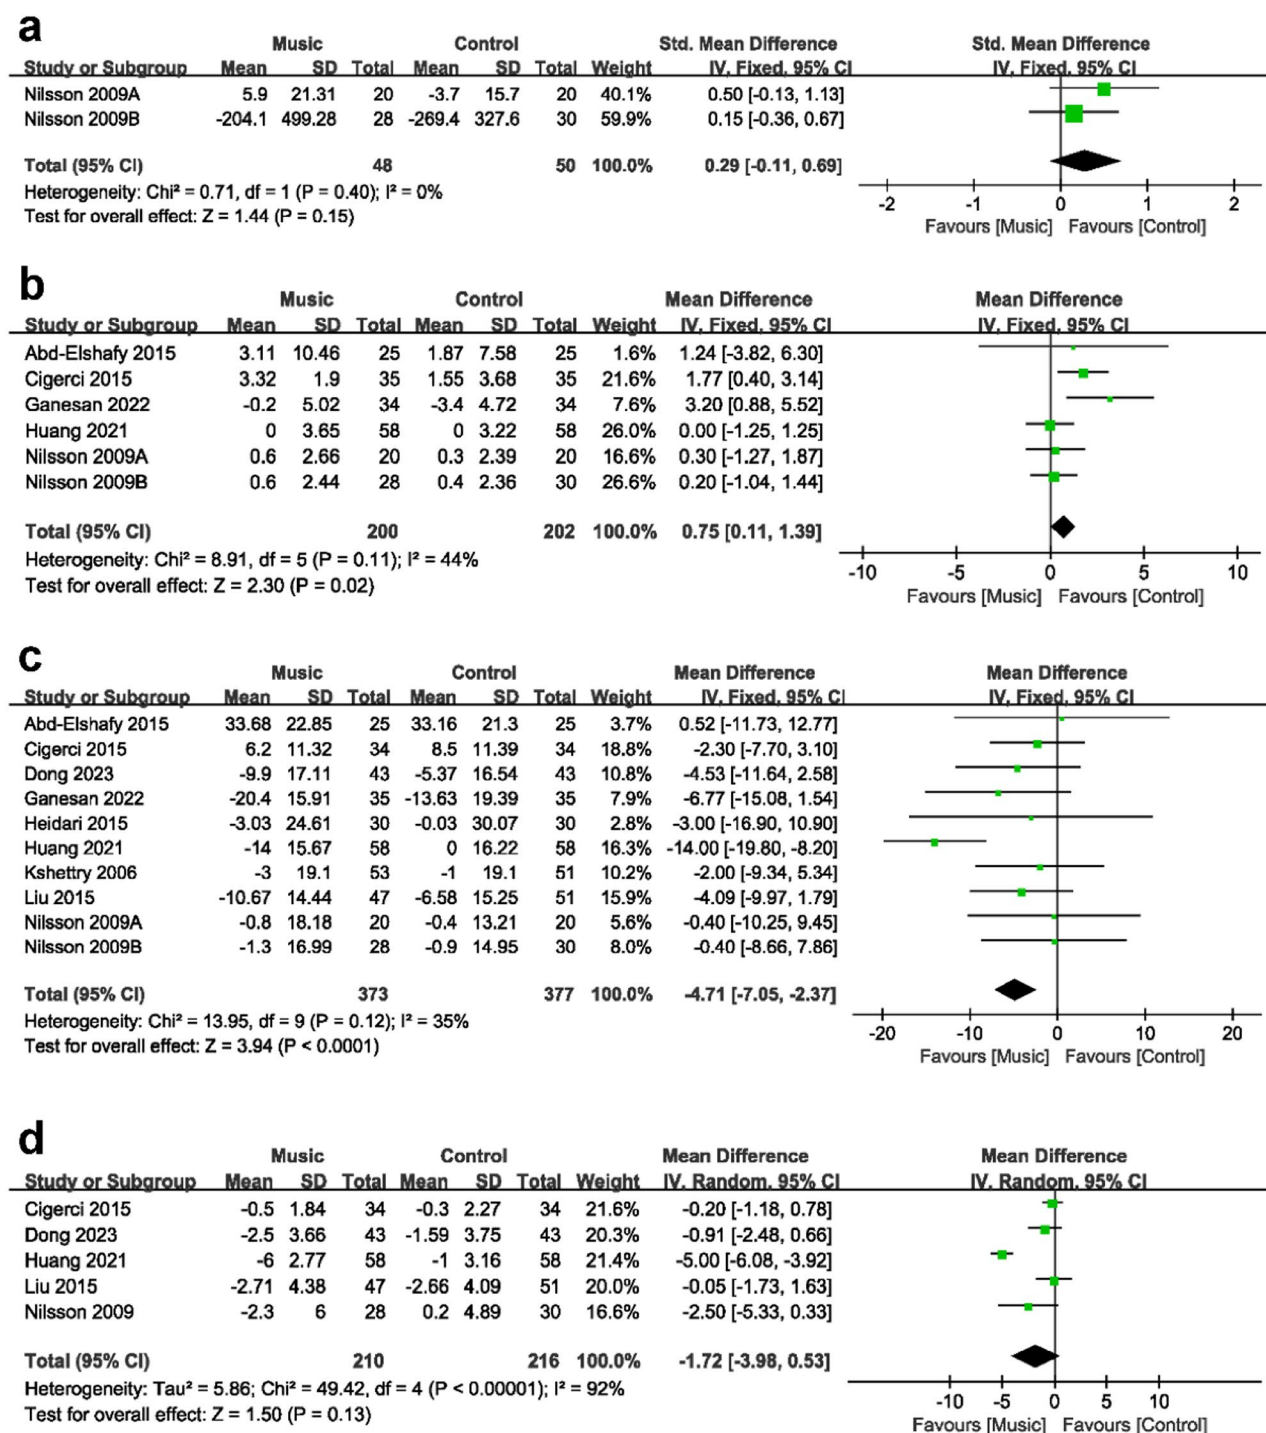 a
Music Control Std. Mean Difference Std. Mean Difference
Study or Subgroup Mean SD Total Mean SD Total Weight IV, Fixed, 95% CI IV, Fixed, 95% CI
Nilsson 2009A 5.9 21.31 20 -3.7 15.7 20 40.1% 0.50 [-0.13, 1.13]
Nilsson 2009B -204.1 499.28 28 -269.4 327.6 30 59.9% 0.15 [-0.36, 0.67]
Total (95% CI) 48 50 100.0% 0.29 [-0.11, 0.69]
Heterogeneity: Chi² = 0.71, df = 1 (P = 0.40); I² = 0%
Test for overall effect: Z = 1.44 (P = 0.15)
-2 -1 0 1 2
Favours [Music] Favours [Control]
b
Music Control Mean Difference Mean Difference
Study or Subgroup Mean SD Total Mean SD Total Weight IV, Fixed, 95% CI IV, Fixed, 95% CI
Abd-Elshafy 2015 3.11 10.46 25 1.87 7.58 25 1.6% 1.24 [-3.82, 6.30]
Cigerci 2015 3.32 1.9 35 1.55 3.68 35 21.6% 1.77 [0.40, 3.14]
Ganesan 2022 -0.2 5.02 34 -3.4 4.72 34 7.6% 3.20 [0.88, 5.52]
Huang 2021 0 3.65 58 0 3.22 58 26.0% 0.00 [-1.25, 1.25]
Nilsson 2009A 0.6 2.66 20 0.3 2.39 20 16.6% 0.30 [-1.27, 1.87]
Nilsson 2009B 0.6 2.44 28 0.4 2.36 30 26.6% 0.20 [-1.04, 1.44]
Total (95% CI) 200 202 100.0% 0.75 [0.11, 1.39]
Heterogeneity: Chi² = 8.91, df = 5 (P = 0.11); I² = 44%
Test for overall effect: Z = 2.30 (P = 0.02)
-10 -5 0 5 10
Favours [Music] Favours [Control]
c
Music Control Mean Difference Mean Difference
Study or Subgroup Mean SD Total Mean SD Total Weight IV, Fixed, 95% CI IV, Fixed, 95% CI
Abd-Elshafy 2015 33.68 22.85 25 33.16 21.3 25 3.7% 0.52 [-11.73, 12.77]
Cigerci 2015 6.2 11.32 34 8.5 11.39 34 18.8% -2.30 [-7.70, 3.10]
Dong 2023 -9.9 17.11 43 -5.37 16.54 43 10.8% -4.53 [-11.64, 2.58]
Ganesan 2022 -20.4 15.91 35 -13.63 19.39 35 7.9% -6.77 [-15.08, 1.54]
Heidari 2015 -3.03 24.61 30 -0.03 30.07 30 2.8% -3.00 [-16.90, 10.90]
Huang 2021 -14 15.67 58 0 16.22 58 16.3% -14.00 [-19.80, -8.20]
Kshettry 2006 -3 19.1 53 -1 19.1 51 10.2% -2.00 [-9.34, 5.34]
Liu 2015 -10.67 14.44 47 -6.58 15.25 51 15.9% -4.09 [-9.97, 1.79]
Nilsson 2009A -0.8 18.18 20 -0.4 13.21 20 5.6% -0.40 [-10.25, 9.45]
Nilsson 2009B -1.3 16.99 28 -0.9 14.95 30 8.0% -0.40 [-8.66, 7.86]
Total (95% CI) 373 377 100.0% -4.71 [-7.05, -2.37]
Heterogeneity: Chi² = 13.95, df = 9 (P = 0.12); I² = 35%
Test for overall effect: Z = 3.94 (P < 0.0001)
-20 -10 0 10 20
Favours [Music] Favours [Control]
d
Music Control Mean Difference Mean Difference
Study or Subgroup Mean SD Total Mean SD Total Weight IV, Random, 95% CI IV, Random, 95% CI
Cigerci 2015 -0.5 1.84 34 -0.3 2.27 34 21.6% -0.20 [-1.18, 0.78]
Dong 2023 -2.5 3.66 43 -1.59 3.75 43 20.3% -0.91 [-2.48, 0.66]
Huang 2021 -6 2.77 58 -1 3.16 58 21.4% -5.00 [-6.08, -3.92]
Liu 2015 -2.71 4.38 47 -2.66 4.09 51 20.0% -0.05 [-1.73, 1.63]
Nilsson 2009 -2.3 6 28 0.2 4.89 30 16.6% -2.50 [-5.33, 0.33]
Total (95% CI) 210 216 100.0% -1.72 [-3.98, 0.53]
Heterogeneity: Tau² = 5.86; Chi² = 49.42, df = 4 (P < 0.00001); I² = 92%
Test for overall effect: Z = 1.50 (P = 0.13)
-10 -5 0 5 10
Favours [Music] Favours [Control]